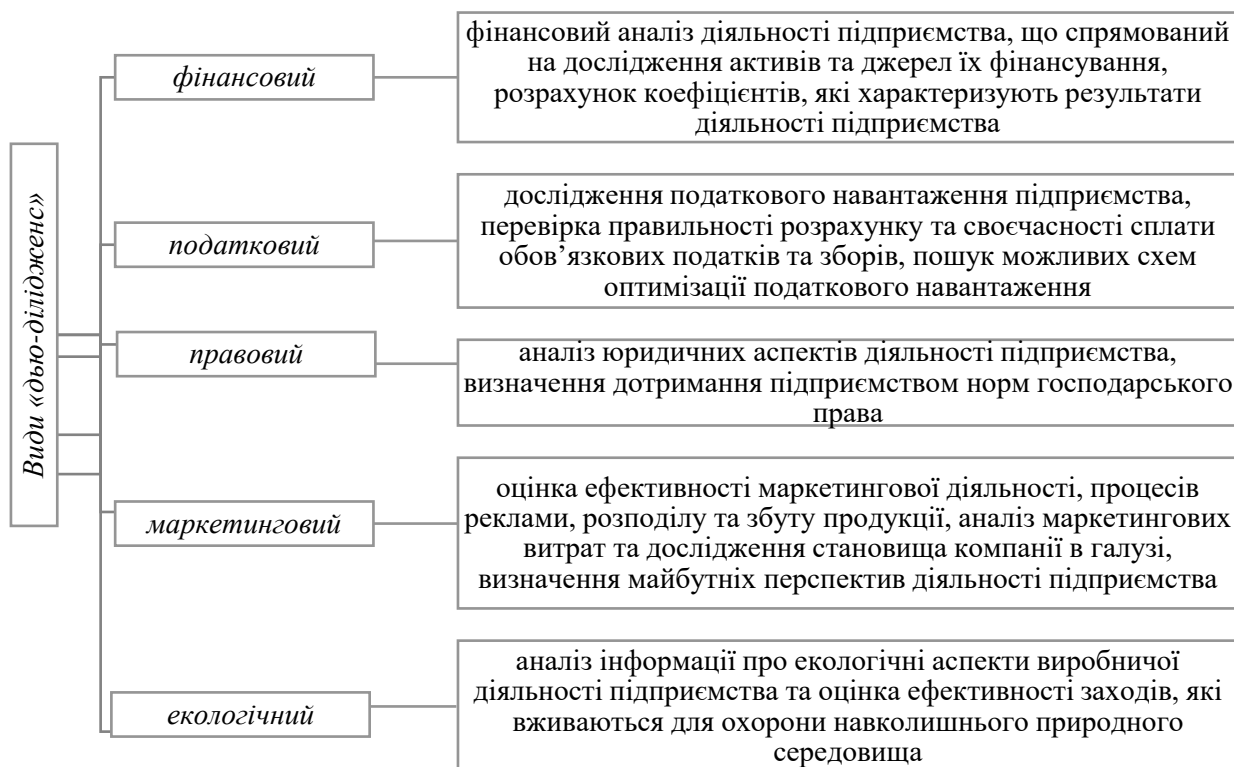 Види «дью-ділідженс»
фінансовий
фінансовий аналіз діяльності підприємства, що спрямований
на дослідження активів та джерел їх фінансування,
розрахунок коефіцієнтів, які характеризують результати
діяльності підприємства
податковий
дослідження податкового навантаження підприємства,
перевірка правильності розрахунку та своєчасності сплати
обов’язкових податків та зборів, пошук можливих схем
оптимізації податкового навантаження
правовий
аналіз юридичних аспектів діяльності підприємства,
визначення дотримання підприємством норм господарського
права
маркетинговий
оцінка ефективності маркетингової діяльності, процесів
реклами, розподілу та збуту продукції, аналіз маркетингових
витрат та дослідження становища компанії в галузі,
визначення майбутніх перспектив діяльності підприємства
екологічний
аналіз інформації про екологічні аспекти виробничої
діяльності підприємства та оцінка ефективності заходів, які
вживаються для охорони навколишнього природного
середовища